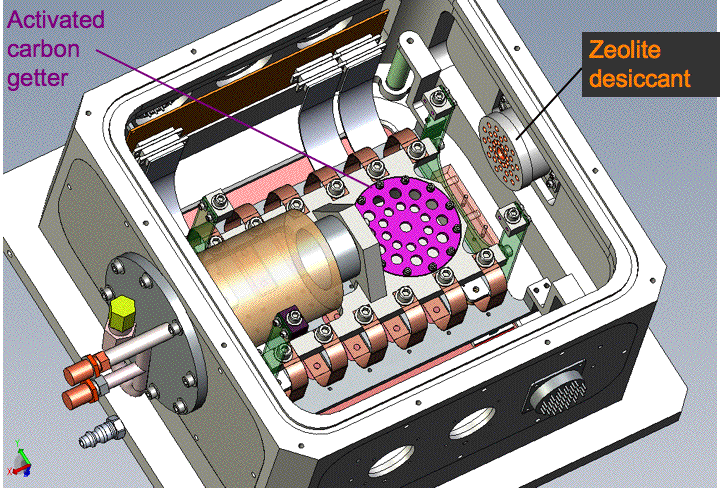 Activated
carbon
getter
Zeolite
desiccant
X
Y